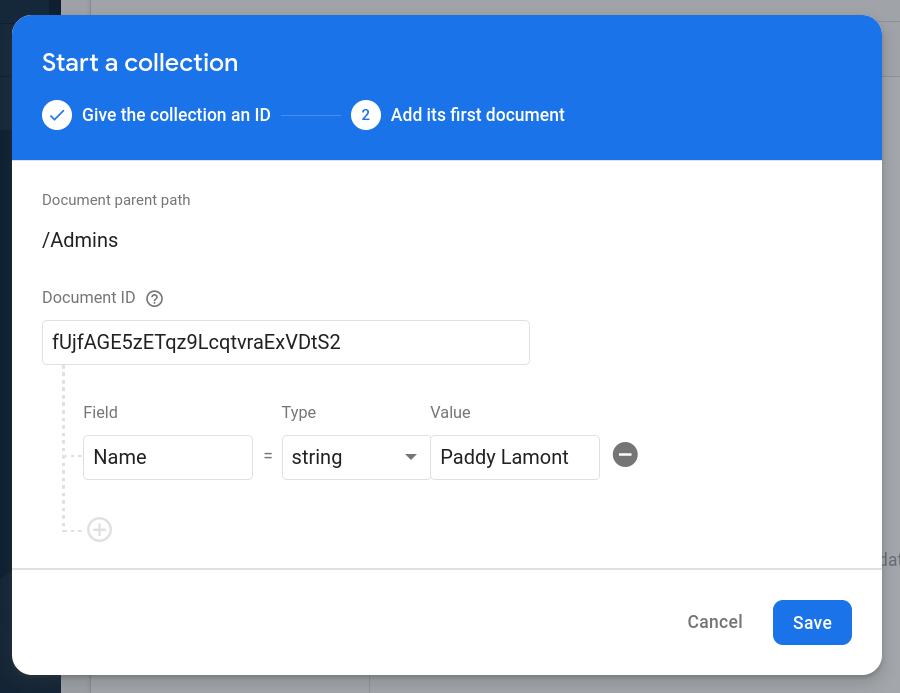 Start a collection
Give the collection an ID
2 Add its first document
Document parent path
/Admins
Document ID ?
fUjfAGE5zETqz9LcqtvraExVDtS2
Field Type Value
Name = string Paddy Lamont
dat
Cancel Save